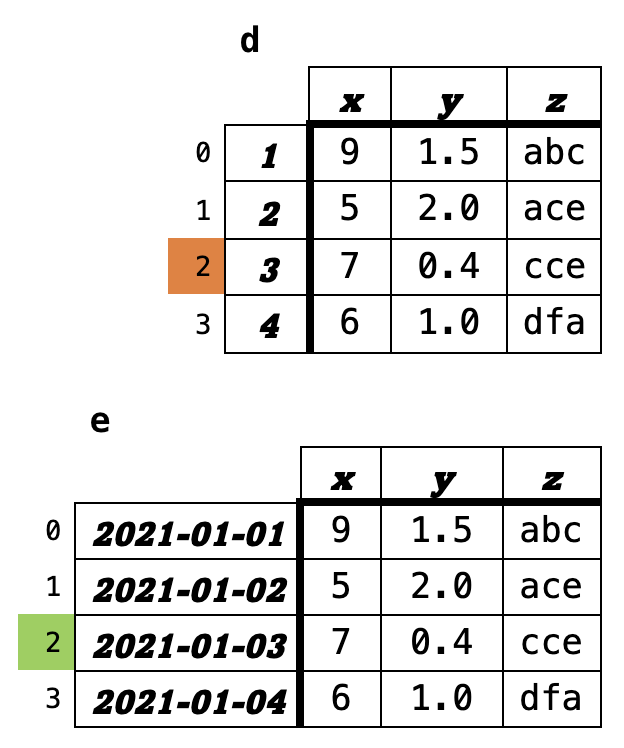 d
x y z
0 1 9 1.5 abc
1 2 5 2.0 ace
2 3 7 0.4 cce
3 4 6 1.0 dfa
e
x y z
0 2021-01-01 9 1.5 abc
1 2021-01-02 5 2.0 ace
2 2021-01-03 7 0.4 cce
3 2021-01-04 6 1.0 dfa